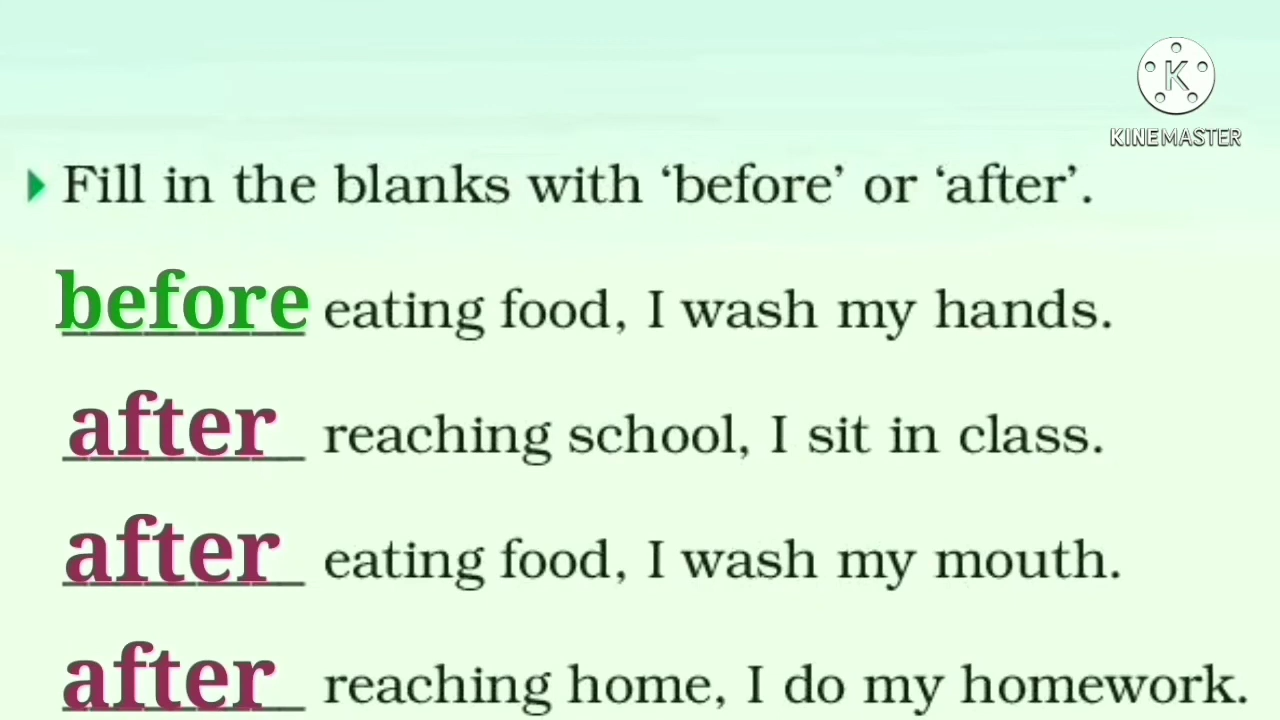 K
KINEMASTER
Fill in the blanks with ‘before’ or ‘after’.
before eating food, I wash my hands.
after reaching school, I sit in class.
after eating food, I wash my mouth.
after reaching home, I do my homework.